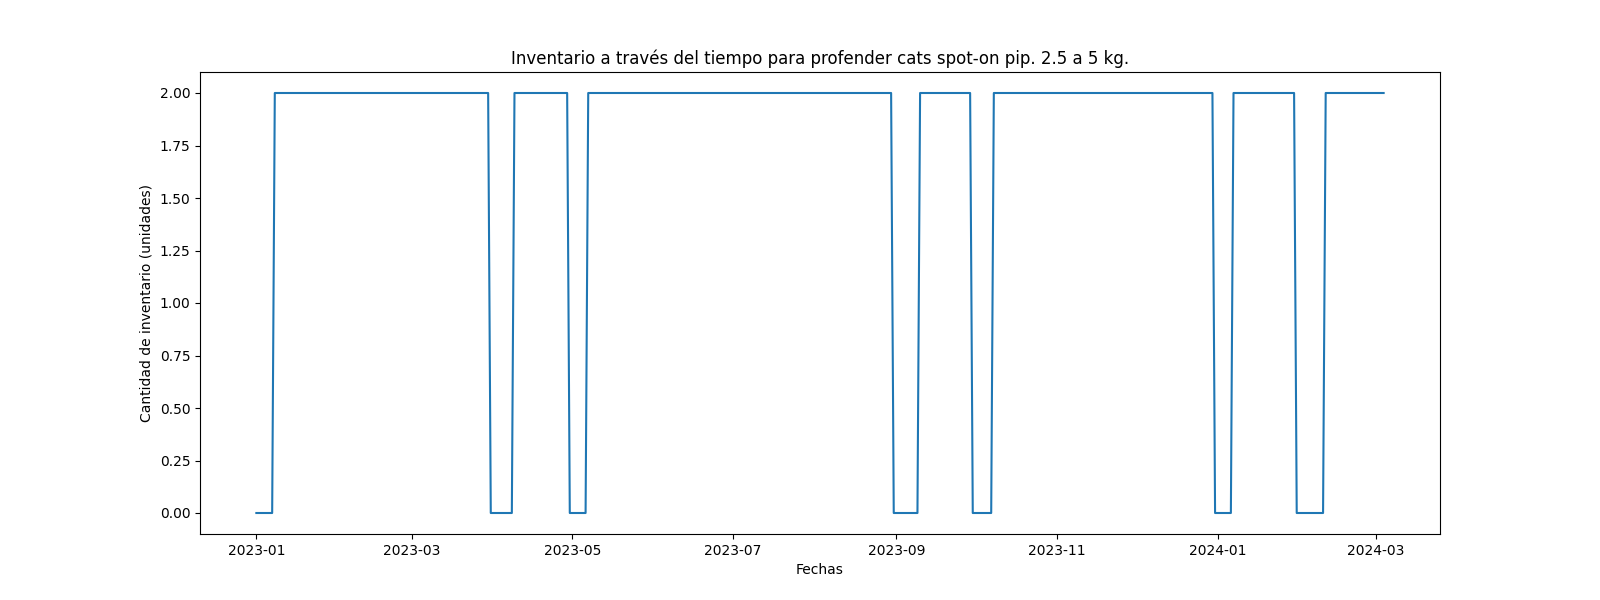 Inventario a través del tiempo para profender cats spot-on pip. 2.5 a 5 kg.
Cantidad de inventario (unidades)
2.00
1.75
1.50
1.25
1.00
0.75
0.50
0.25
0.00
2023-01 2023-03 2023-05 2023-07 2023-09 2023-11 2024-01 2024-03
Fechas